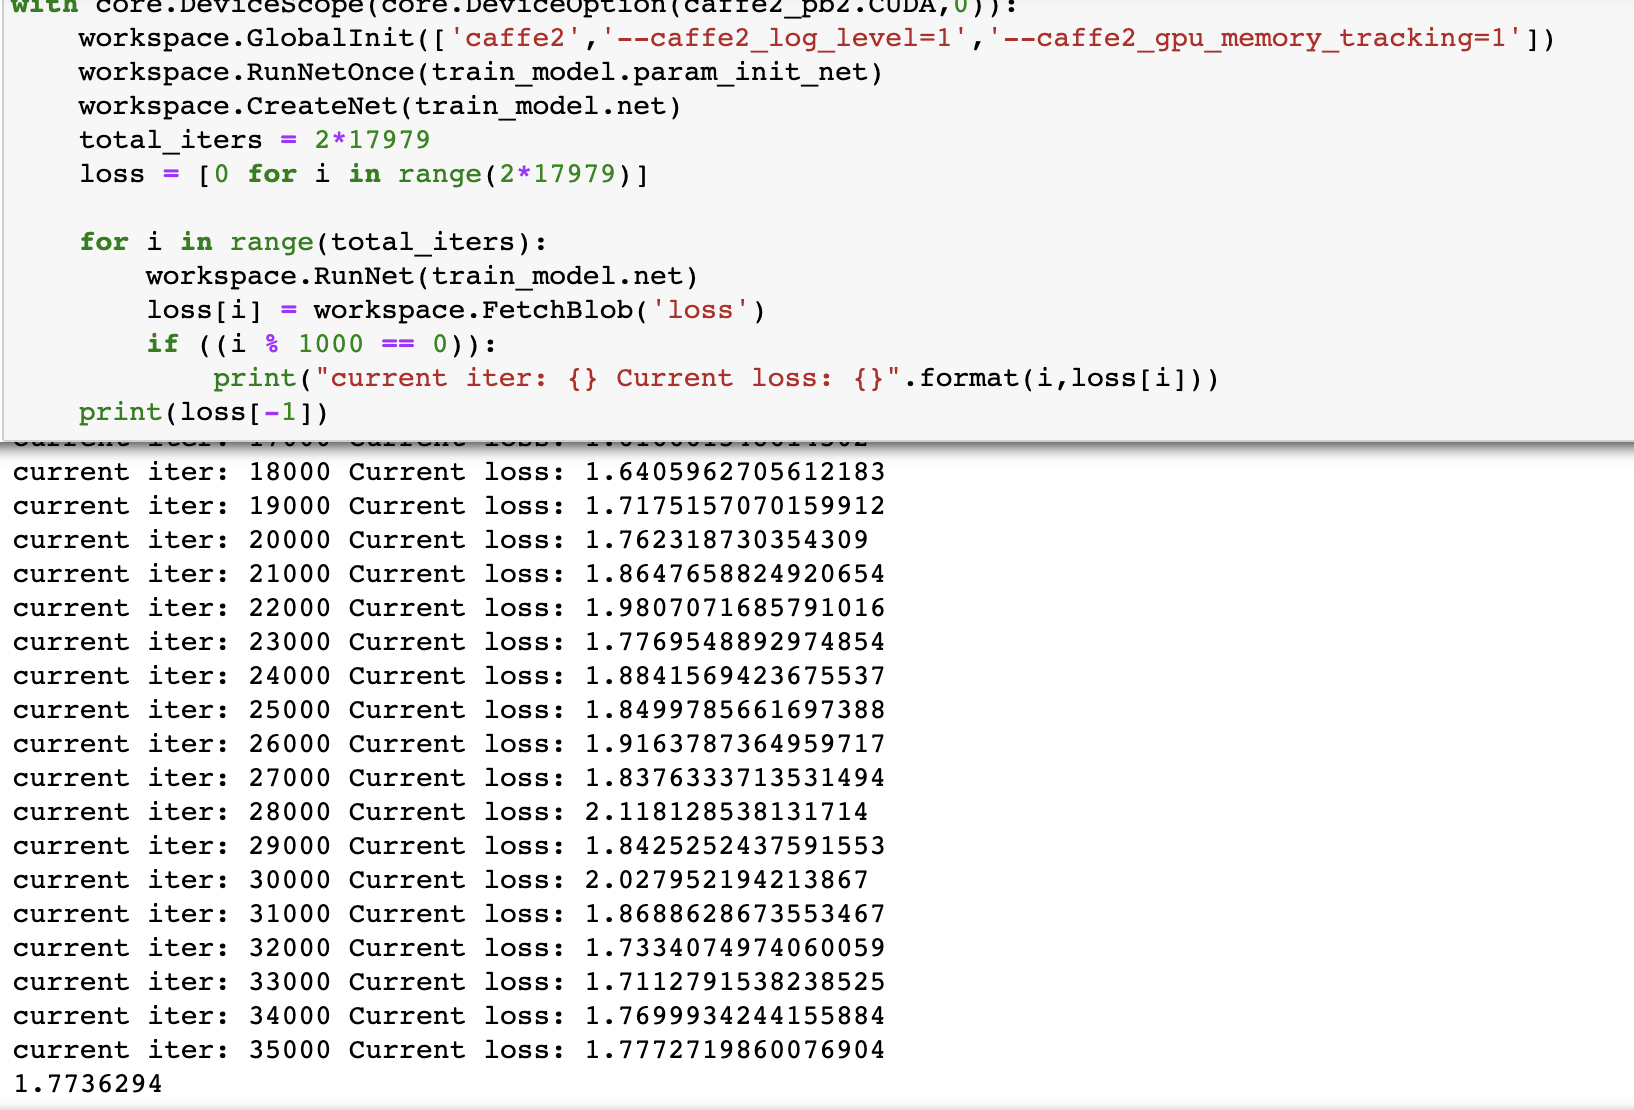 with core.DeviceScope(core.DeviceOption(caffe2_pb2.CUDA,0)):
    workspace.GlobalInit(['caffe2','--caffe2_log_level=1','--caffe2_gpu_memory_tracking=1'])
    workspace.RunNetOnce(train_model.param_init_net)
    workspace.CreateNet(train_model.net)
    total_iters = 2*17979
    loss = [0 for i in range(2*17979)]

    for i in range(total_iters):
        workspace.RunNet(train_model.net)
        loss[i] = workspace.FetchBlob('loss')
        if ((i % 1000 == 0)):
            print("current iter: {} Current loss: {}".format(i,loss[i]))
    print(loss[-1])
current iter: 17000 Current loss:
current iter: 18000 Current loss: 1.6405962705612183
current iter: 19000 Current loss: 1.7175157070159912
current iter: 20000 Current loss: 1.762318730354309
current iter: 21000 Current loss: 1.8647658824920654
current iter: 22000 Current loss: 1.9807071685791016
current iter: 23000 Current loss: 1.7769548892974854
current iter: 24000 Current loss: 1.8841569423675537
current iter: 25000 Current loss: 1.8499785661697388
current iter: 26000 Current loss: 1.9163787364959717
current iter: 27000 Current loss: 1.8376333713531494
current iter: 28000 Current loss: 2.118128538131714
current iter: 29000 Current loss: 1.8425252437591553
current iter: 30000 Current loss: 2.027952194213867
current iter: 31000 Current loss: 1.8688628673553467
current iter: 32000 Current loss: 1.7334074974060059
current iter: 33000 Current loss: 1.7112791538238525
current iter: 34000 Current loss: 1.7699934244155884
current iter: 35000 Current loss: 1.7772719860076904
1.7736294